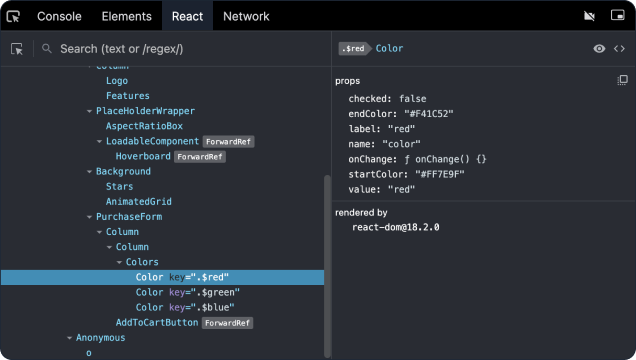 Console Elements React Network
Search (text or /regex/)
.$red Color
Column
Logo
Features
PlaceHolderWrapper
AspectRatioBox
LoadableComponent ForwardRef
Hoverboard ForwardRef
Background
Stars
AnimatedGrid
PurchaseForm
Column
Column
Colors
Color key=".$red"
Color key=".$green"
Color key=".$blue"
AddToCartButton ForwardRef
Anonymous
o
props
checked: false
endColor: "#F41C52"
label: "red"
name: "color"
onChange: ƒ onChange() {}
startColor: "#FF7E9F"
value: "red"
rendered by
react-dom@18.2.0